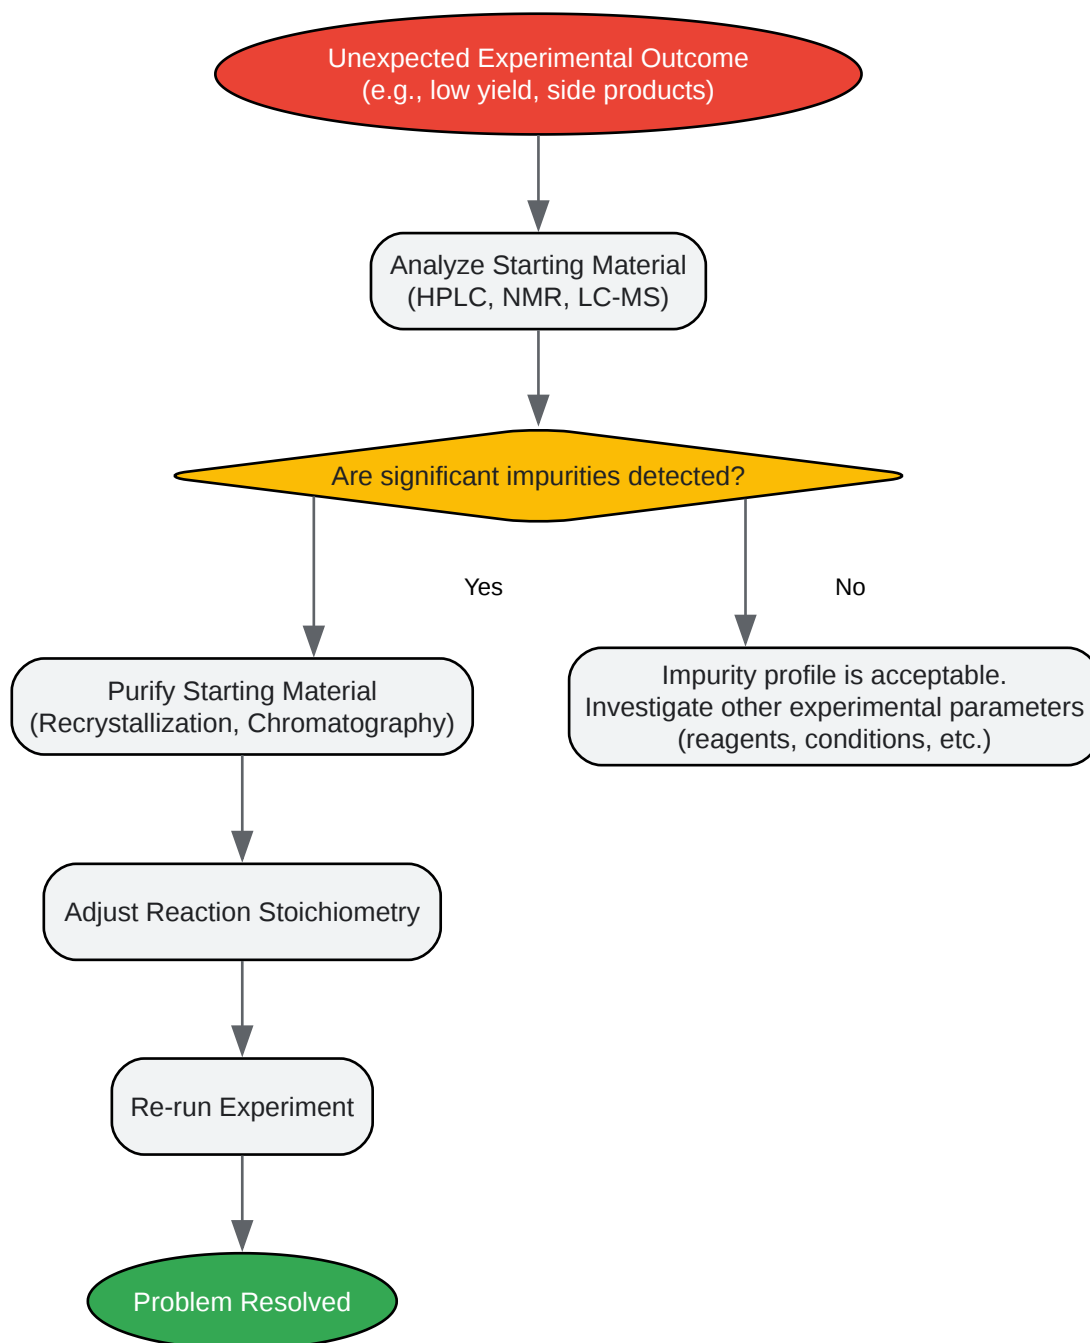 Unexpected Experimental Outcome
(e.g., low yield, side products)
Analyze Starting Material
(HPLC, NMR, LC-MS)
Are significant impurities detected?
Yes
No
Purify Starting Material
(Recrystallization, Chromatography)
Impurity profile is acceptable.
Investigate other experimental parameters
(reagents, conditions, etc.)
Adjust Reaction Stoichiometry
Re-run Experiment
Problem Resolved